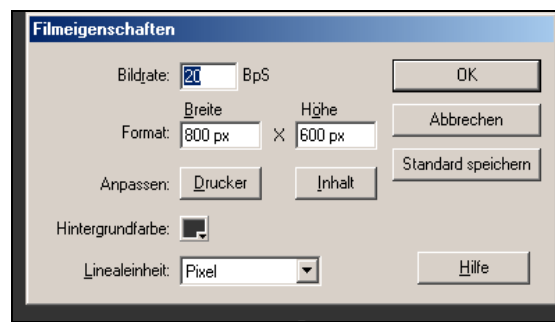 Filmeigenschaften
Bildrate: 20 BpS
OK
Breite Höhe
Format: 800 px X 600 px
Abbrechen
Anpassen: Drucker Inhalt
Standard speichern
Hintergrundfarbe:
Linealeinheit: Pixel
Hilfe